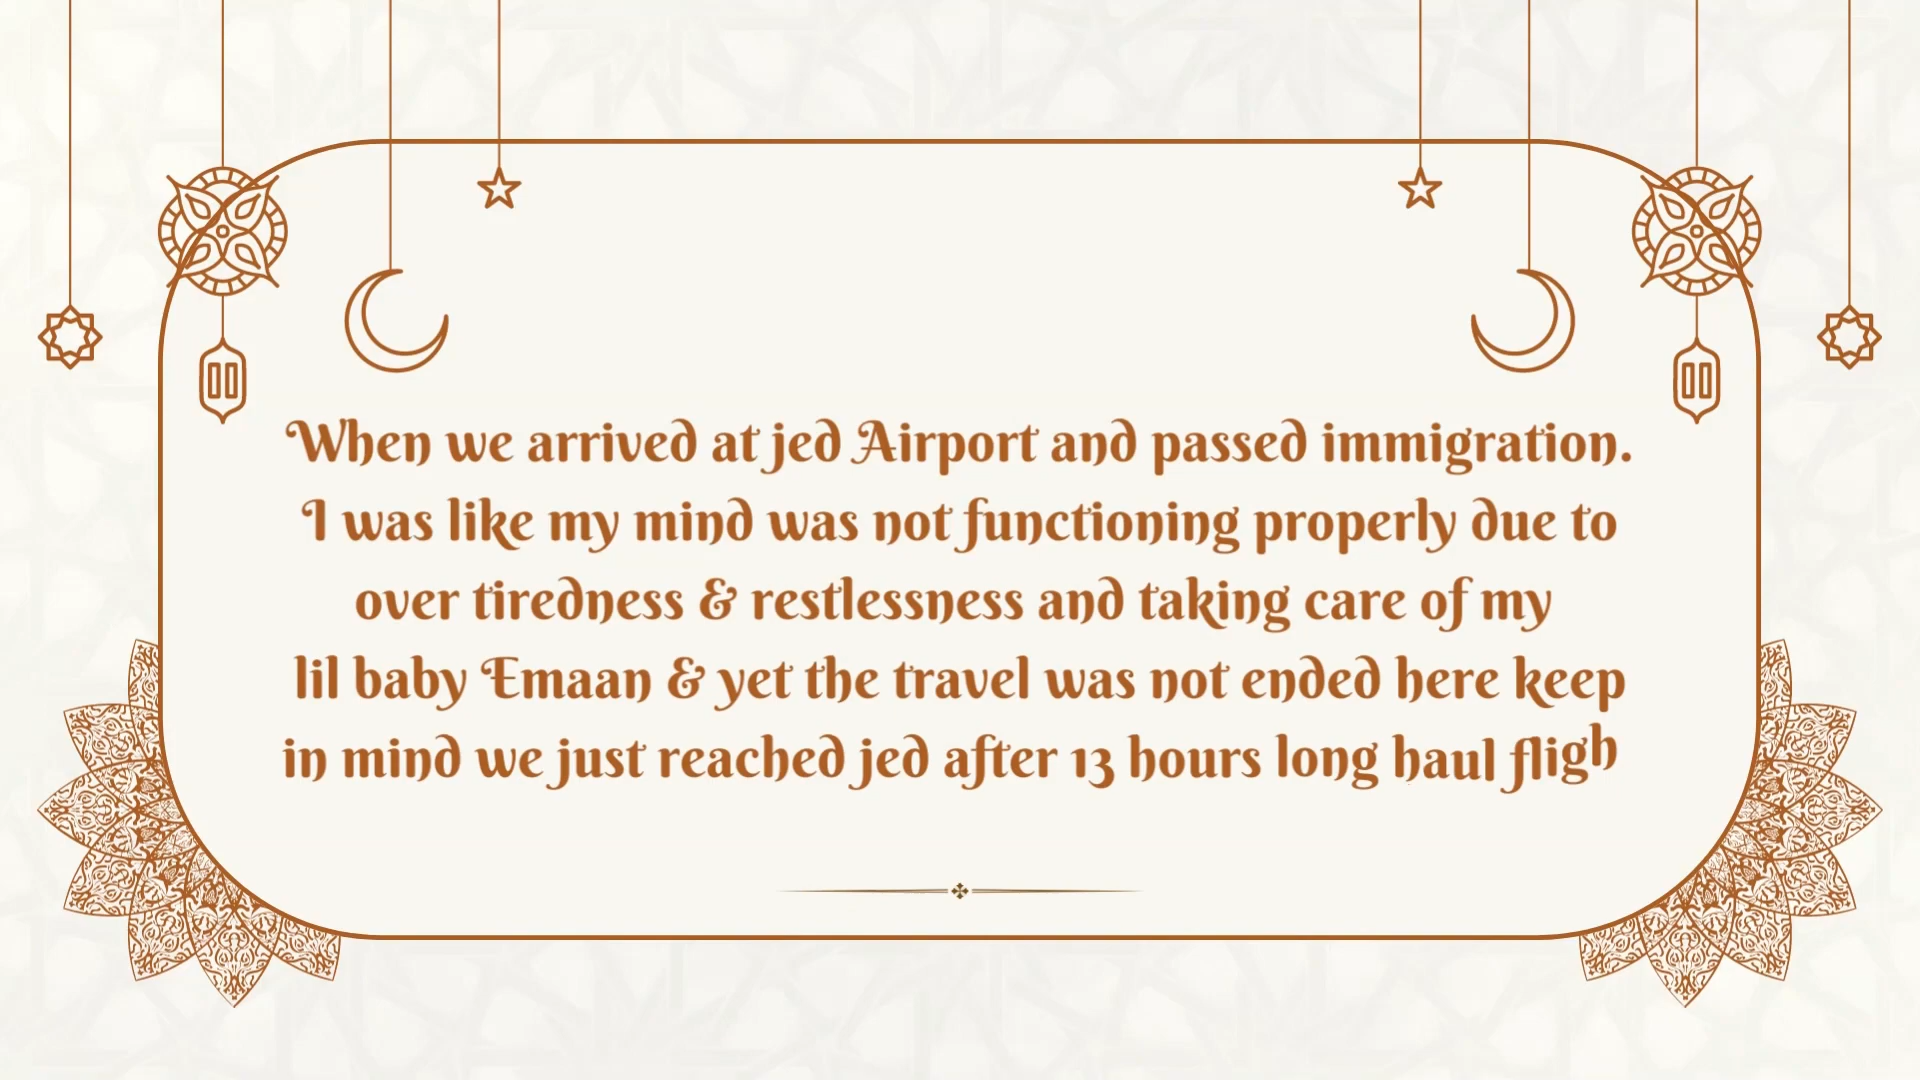 When we arrived at jed Airport and passed immigration.
I was like my mind was not functioning properly due to
over tiredness & restlessness and taking care of my
lil baby Emaan & yet the travel was not ended here keep
in mind we just reached jed after 13 hours long haul fligh